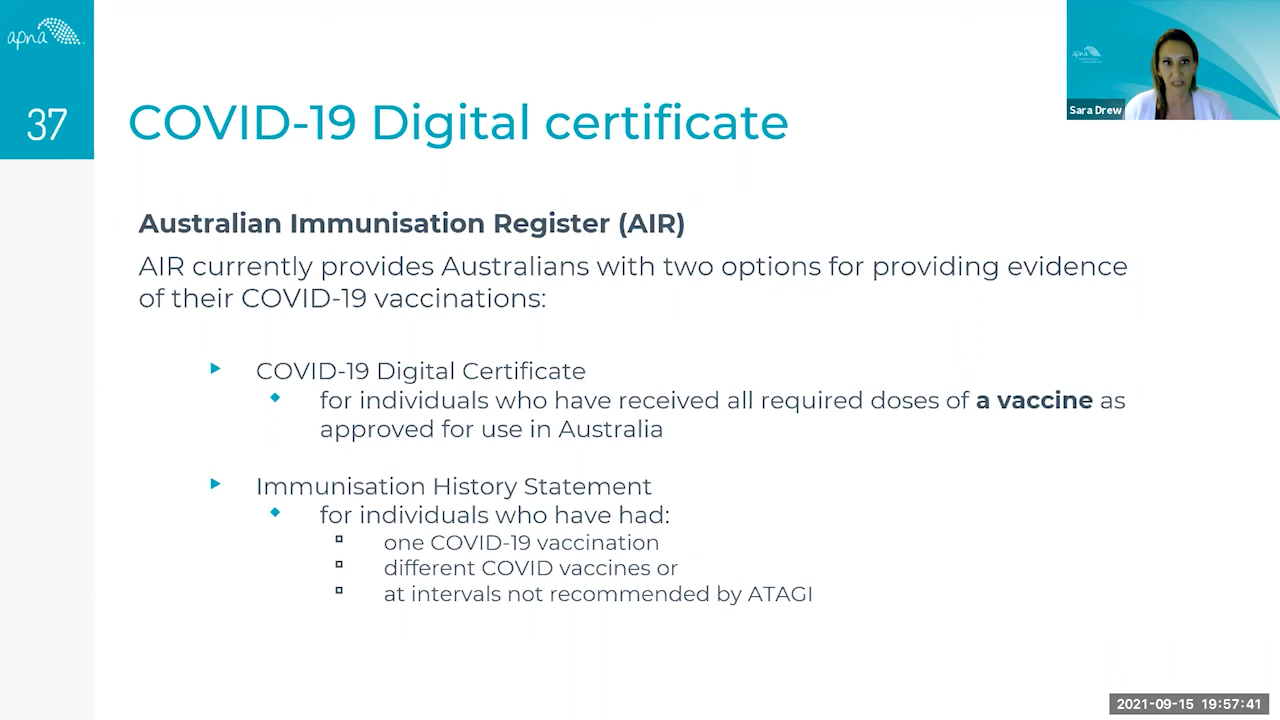 apna
37
COVID-19 Digital certificate
apna
Sara Drew
Australian Immunisation Register (AIR)
AIR currently provides Australians with two options for providing evidence
of their COVID-19 vaccinations:
COVID-19 Digital Certificate
for individuals who have received all required doses of a vaccine as
approved for use in Australia
Immunisation History Statement
for individuals who have had:
one COVID-19 vaccination
different COVID vaccines or
at intervals not recommended by ATAGI
2021-09-15 19:57:41